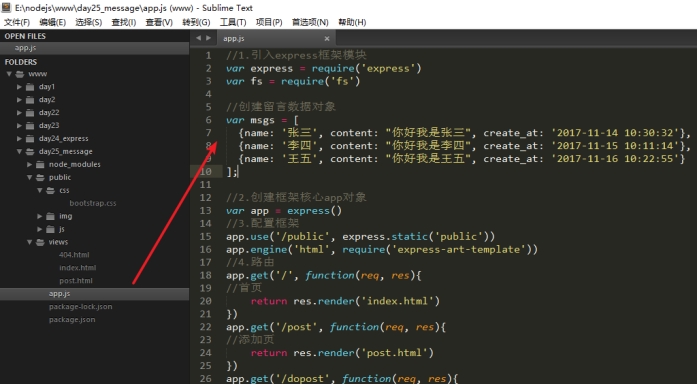 E:\nodejs\www\day25_message\app.js (www) - Sublime Text
文件(F) 编辑(E) 选择(S) 查找(I) 查看(V) 转到(G) 工具(T) 项目(P) 首选项(N) 帮助(H)
OPEN FILES
app.js
FOLDERS
www
day1
day2
day22
day23
day24_express
day25_message
node_modules
public
css
bootstrap.css
img
js
views
404.html
index.html
post.html
app.js
package-lock.json
package.json
app.js
1 //1.引入express框架模块
2 var express = require('express')
3 var fs = require('fs')
4
5 //创建留言数据对象
6 var msgs = [
7 {name: '张三', content: "你好我是张三", create_at: '2017-11-14 10:30:32'},
8 {name: '李四', content: "你好我是李四", create_at: '2017-11-15 10:11:14'},
9 {name: '王五', content: "你好我是王五", create_at: '2017-11-16 10:22:55'}
10 ];
11
12 //2.创建框架核心app对象
13 var app = express()
14 //3.配置框架
15 app.use('/public', express.static('public'))
16 app.engine('html', require('express-art-template'))
17 //4.路由
18 app.get('/', function(req, res){
19 //首页
20 return res.render('index.html')
21 })
22 app.get('/post', function(req, res){
23 //添加页
24 return res.render('post.html')
25 })
26 app.get('/dopost', function(req, res){